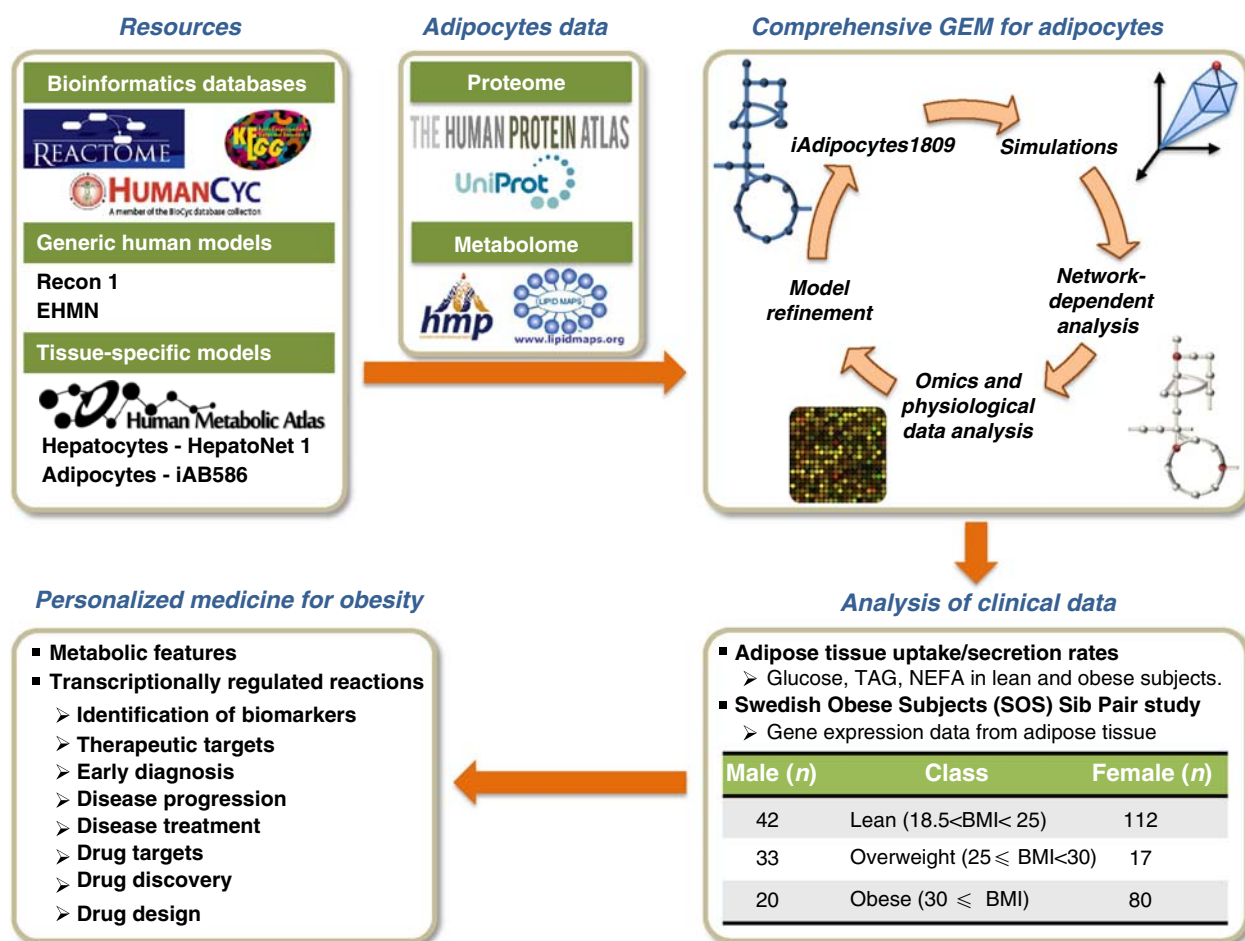 Resources
Bioinformatics databases
REACTOME
KEGG
HUMANCYC
A member of the BioCyc database collection
Generic human models
Recon 1
EHMN
Tissue-specific models
Human Metabolic Atlas
Hepatocytes - HepatoNet 1
Adipocytes - iAB586
Adipocytes data
Proteome
THE HUMAN PROTEIN ATLAS
UniProt
Metabolome
hmp
LIPID MAPS
www.lipidmaps.org
Comprehensive GEM for adipocytes
iAdipocytes1809
Simulations
Network-
dependent
analysis
Omics and
physiological
data analysis
Model
refinement
Analysis of clinical data
▪ Adipose tissue uptake/secretion rates
➢ Glucose, TAG, NEFA in lean and obese subjects.
▪ Swedish Obese Subjects (SOS) Sib Pair study
➢ Gene expression data from adipose tissue
Male (n) Class Female (n)
42 Lean (18.5<BMI< 25) 112
33 Overweight (25 ⩽ BMI<30) 17
20 Obese (30 ⩽ BMI) 80
Personalized medicine for obesity
▪ Metabolic features
▪ Transcriptionally regulated reactions
➢ Identification of biomarkers
➢ Therapeutic targets
➢ Early diagnosis
➢ Disease progression
➢ Disease treatment
➢ Drug targets
➢ Drug discovery
➢ Drug design